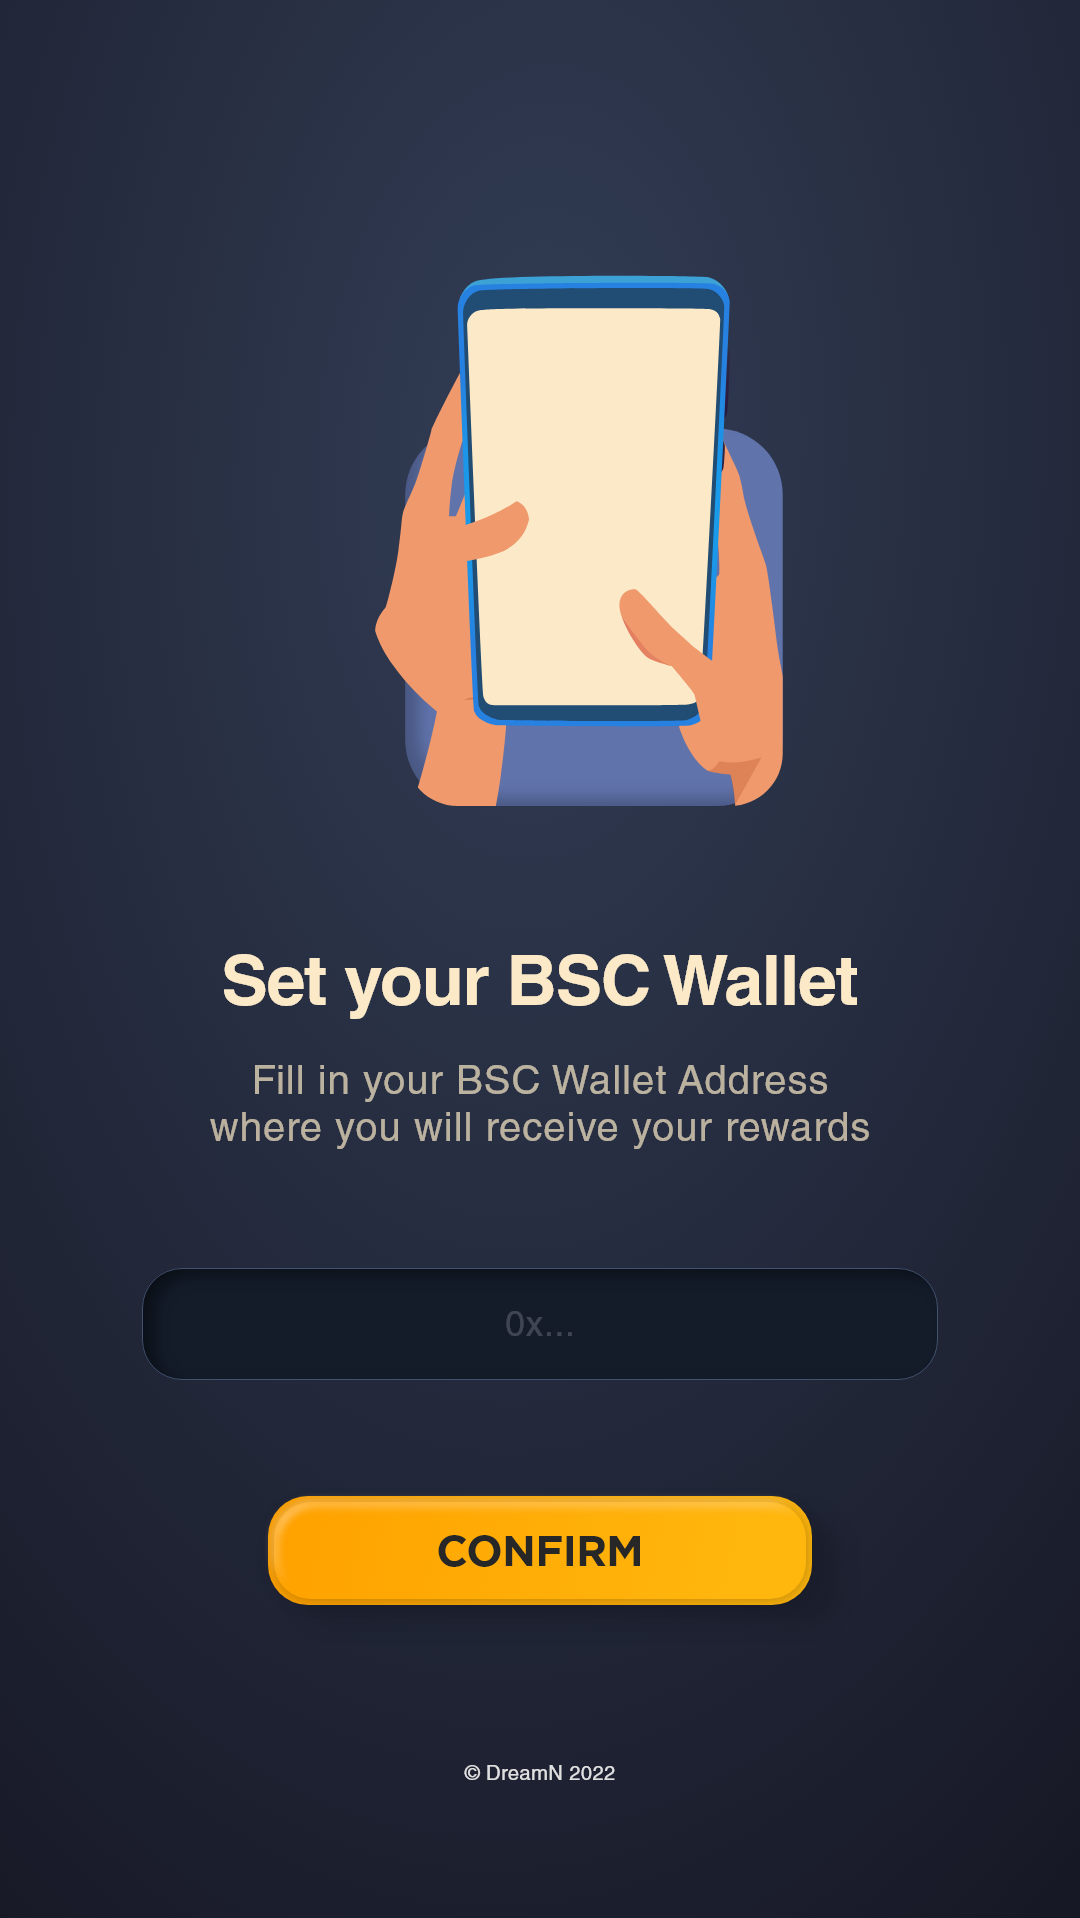 Set your BSC Wallet
Fill in your BSC Wallet Address
where you will receive your rewards
0x...
CONFIRM
© DreamN 2022